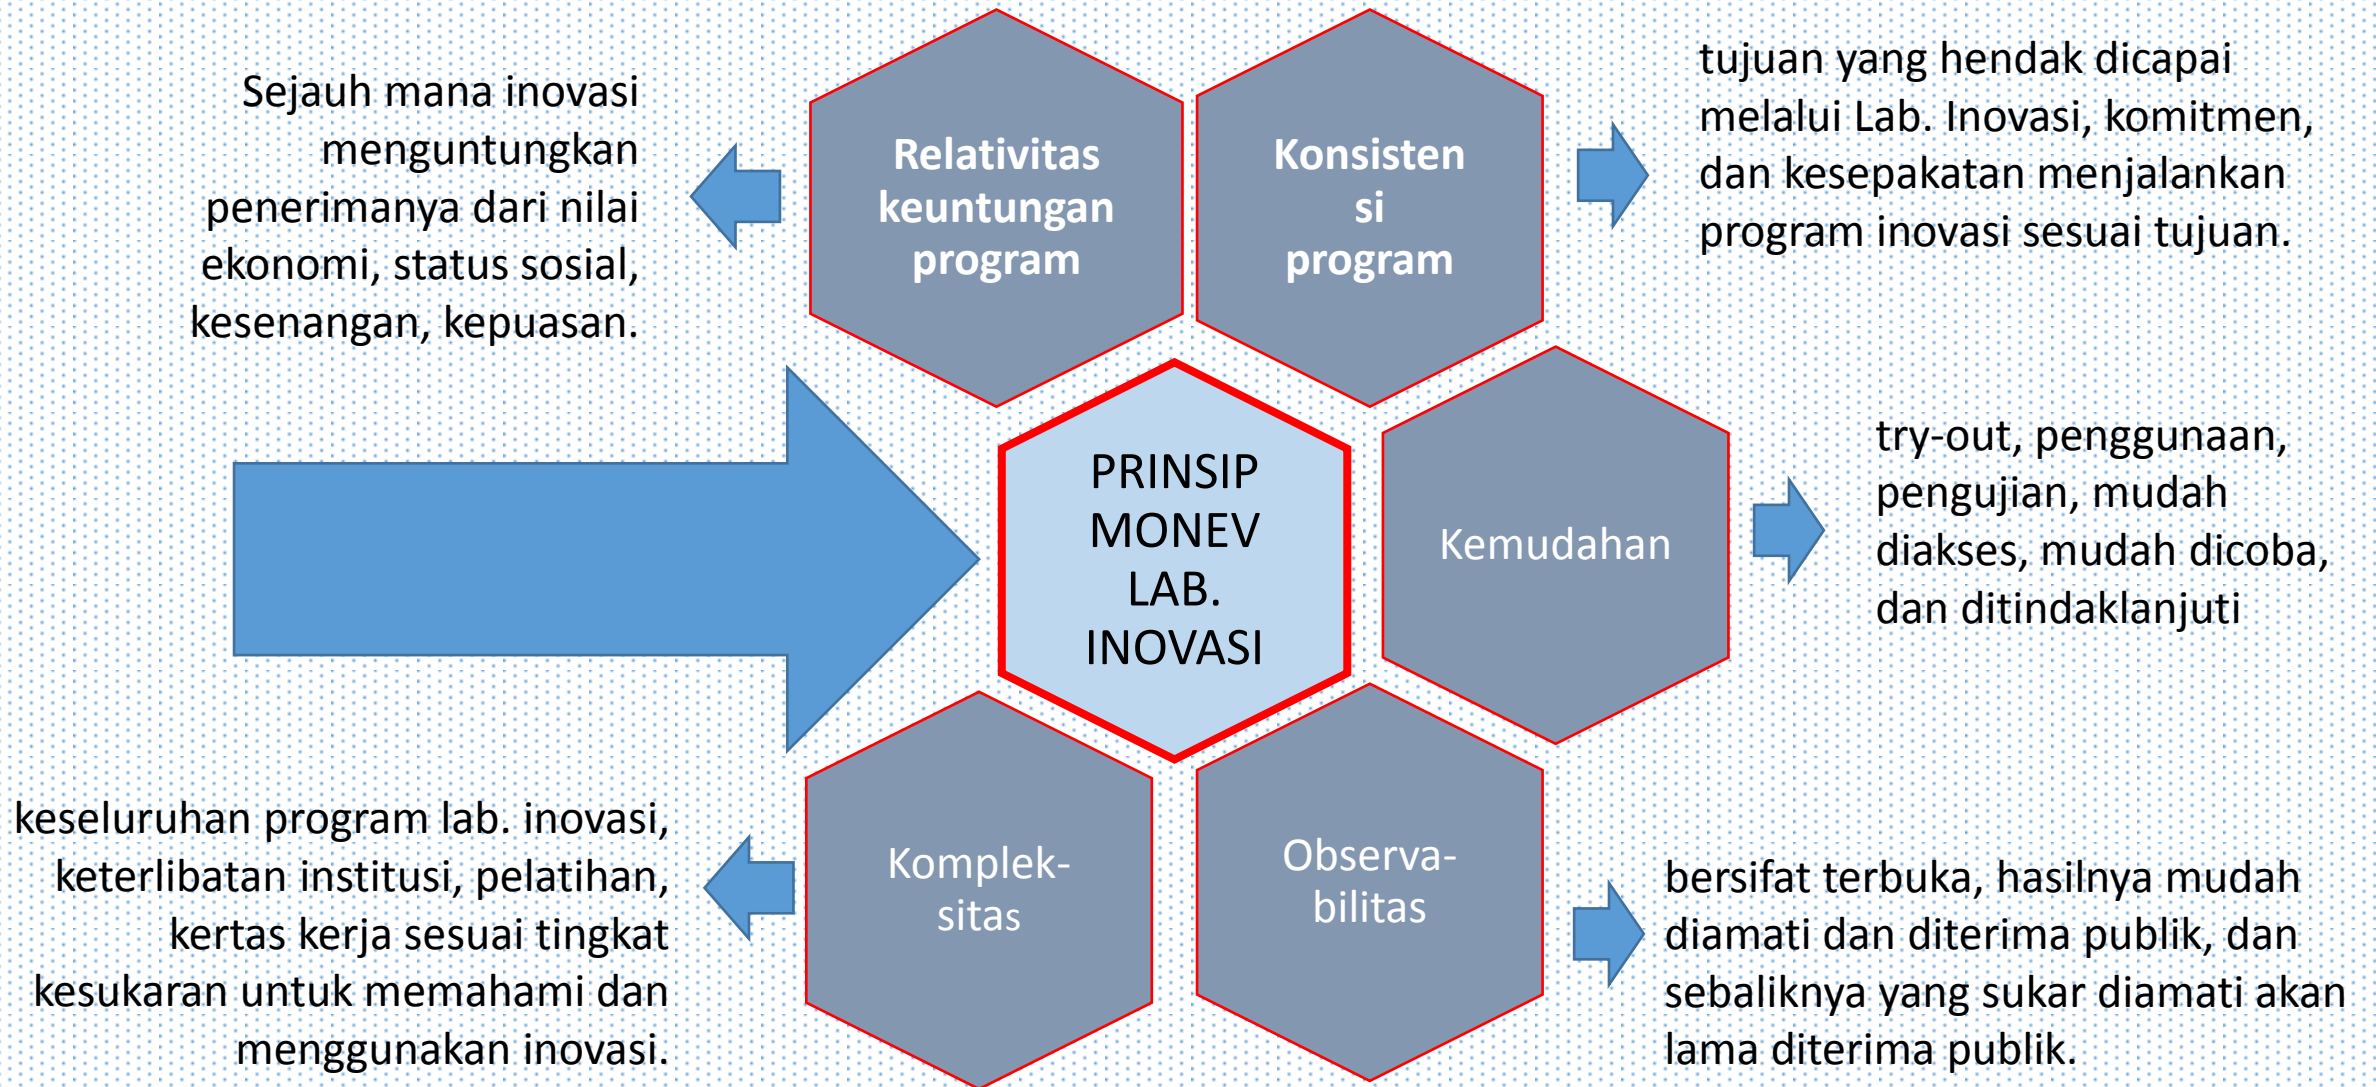 Sejauh mana inovasi
menguntungkan
penerimanya dari nilai
ekonomi, status sosial,
kesenangan, kepuasan.
Relativitas
keuntungan
program
Konsisten
si
program
tujuan yang hendak dicapai
melalui Lab. Inovasi, komitmen,
dan kesepakatan menjalankan
program inovasi sesuai tujuan.
PRINSIP
MONEV
LAB.
INOVASI
Kemudahan
try-out, penggunaan,
pengujian, mudah
diakses, mudah dicoba,
dan ditindaklanjuti
keseluruhan program lab. inovasi,
keterlibatan institusi, pelatihan,
kertas kerja sesuai tingkat
kesukaran untuk memahami dan
menggunakan inovasi.
Komplek-
sitas
Observa-
bilitas
bersifat terbuka, hasilnya mudah
diamati dan diterima publik, dan
sebaliknya yang sukar diamati akan
lama diterima publik.